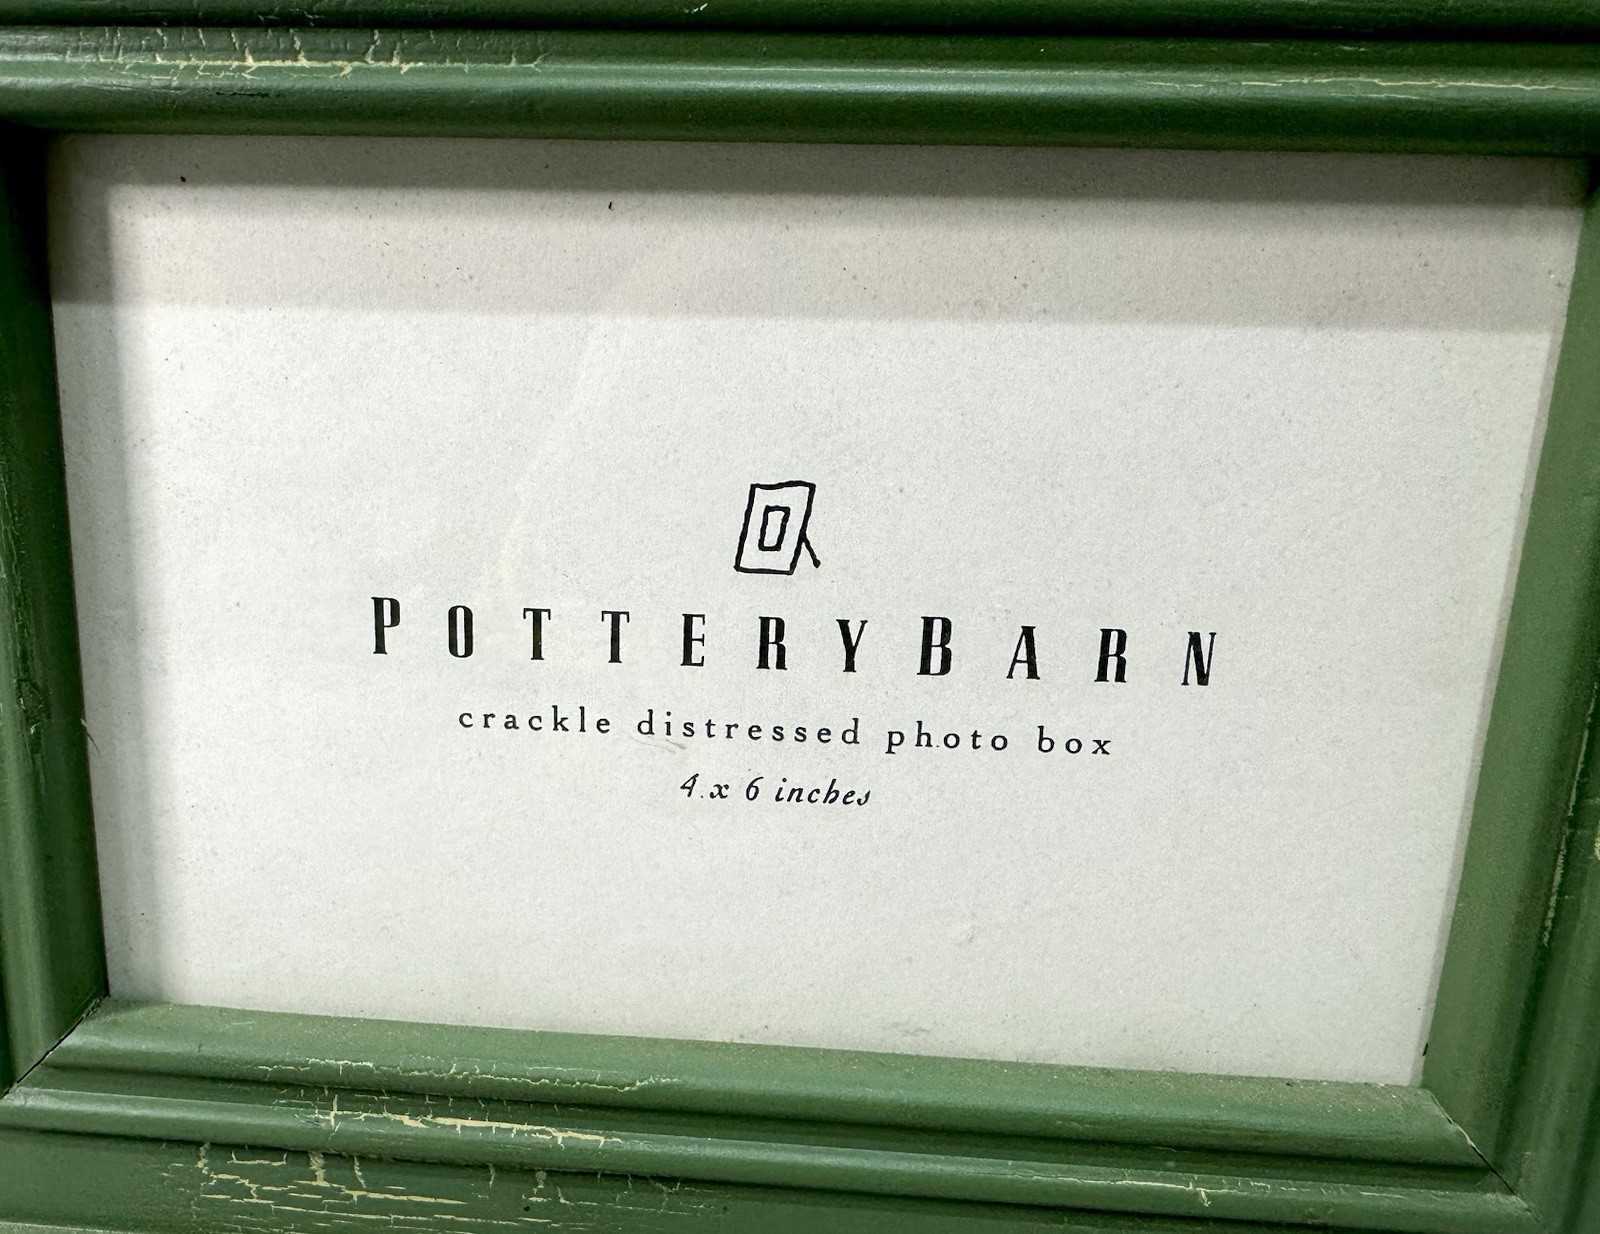 POTTERYBARN
crackle distressed photo box
4 x 6 inches